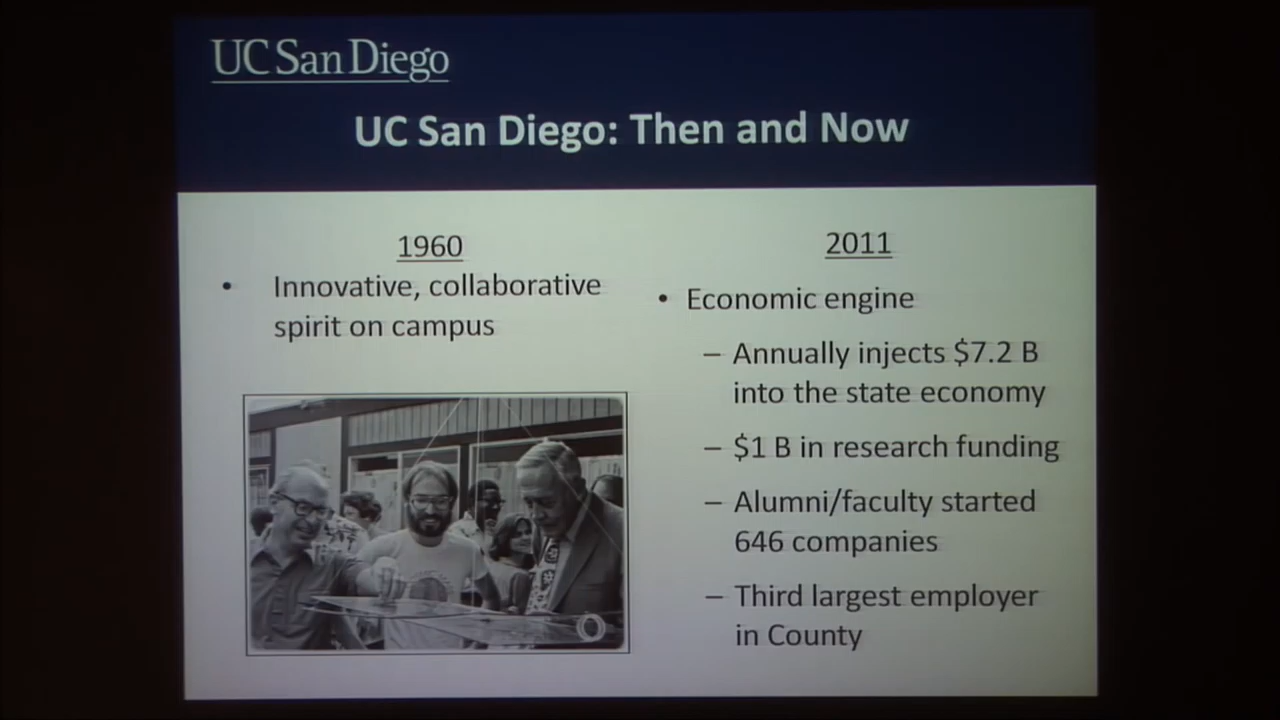 UC San Diego
UC San Diego: Then and Now
1960
• Innovative, collaborative
spirit on campus
2011
• Economic engine
– Annually injects $7.2 B
into the state economy
– $1 B in research funding
– Alumni/faculty started
646 companies
– Third largest employer
in County